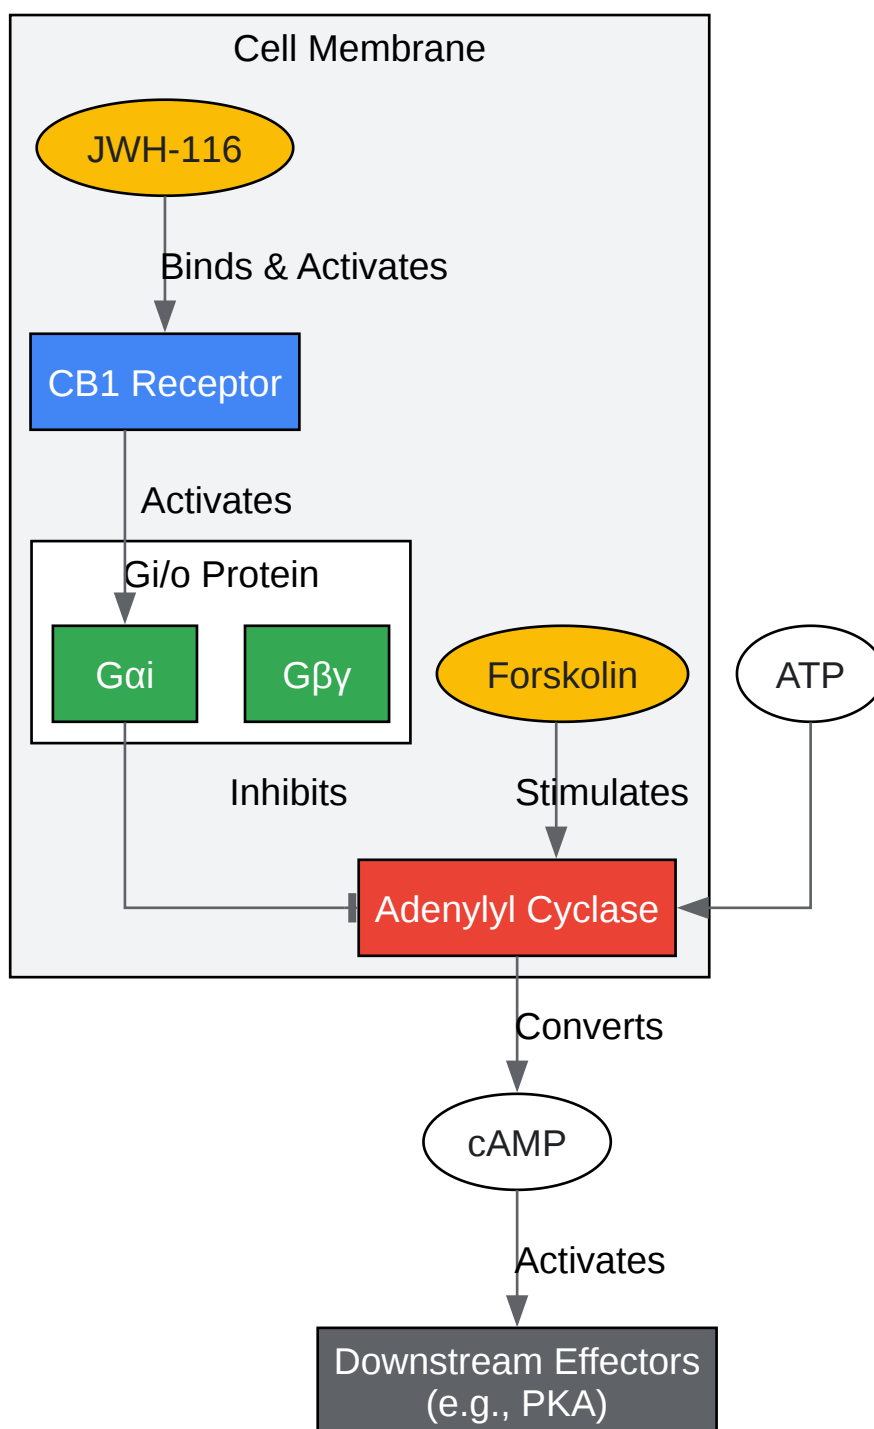 Cell Membrane
JWH-116
Binds & Activates
CB1 Receptor
Activates
Gi/o Protein
Gαi
Gβγ
Forskolin
ATP
Inhibits
Stimulates
Adenylyl Cyclase
Converts
cAMP
Activates
Downstream Effectors
(e.g., PKA)